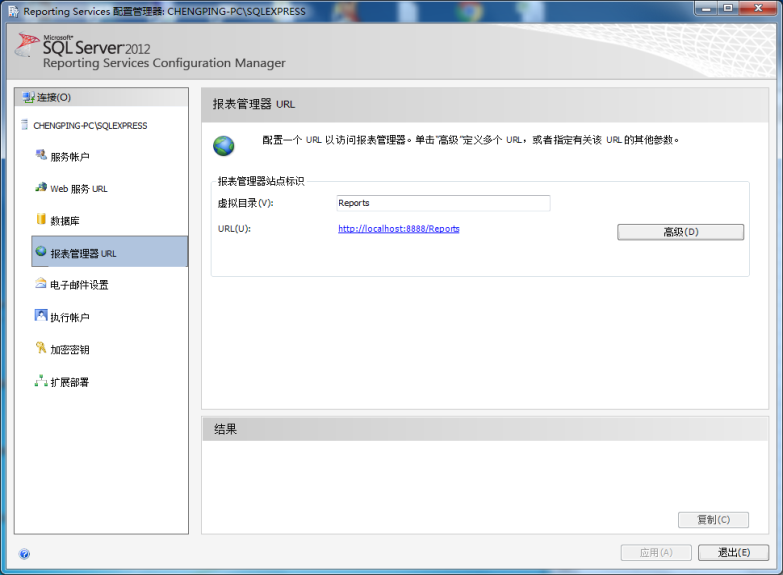 Reporting Services 配置管理器: CHENGPING-PC\SQLEXPRESS
Microsoft
SQL Server 2012
Reporting Services Configuration Manager
连接(O)
CHENGPING-PC\SQLEXPRESS
服务帐户
Web 服务 URL
数据库
报表管理器 URL
电子邮件设置
执行帐户
加密密钥
扩展部署
报表管理器 URL
配置一个 URL 以访问报表管理器。单击"高级"定义多个 URL，或者指定有关该 URL 的其他参数。
报表管理器站点标识
虚拟目录(V):
Reports
URL(U):
http://localhost:8888/Reports
高级(D)
结果
复制(C)
应用(A)
退出(E)